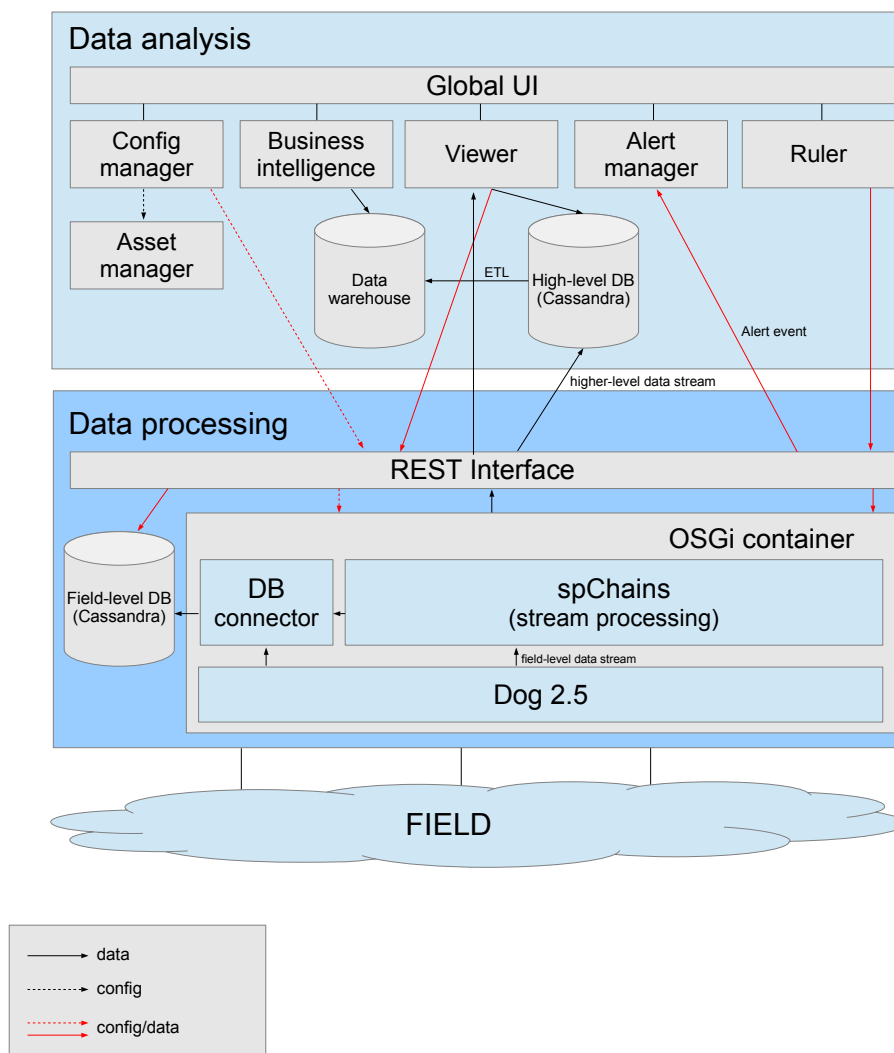 Data analysis
Global UI
Config
manager
Business
intelligence
Viewer
Alert
manager
Ruler
Asset
manager
Data
warehouse
ETL
High-level DB
(Cassandra)
Alert event
higher-level data stream
Data processing
REST Interface
OSGi container
Field-level DB
(Cassandra)
DB
connector
spChains
(stream processing)
field-level data stream
Dog 2.5
FIELD
data
config
config/data